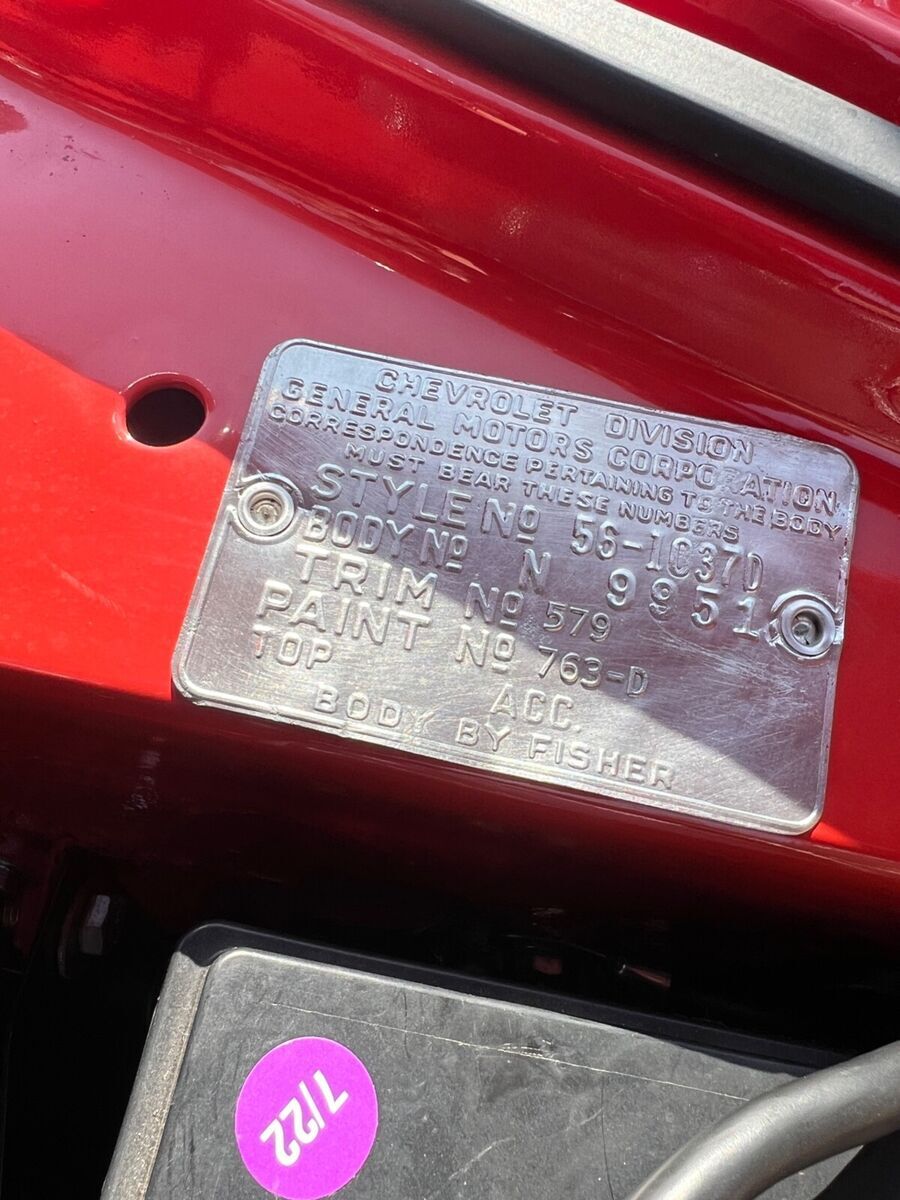 CHEVROLET DIVISION
GENERAL MOTORS CORPORATION
CORRESPONDENCE PERTAINING TO THE BODY
MUST BEAR THESE NUMBERS
STYLE Nº 56-1037D
BODY Nº N 9951
TRIM Nº 579
PAINT Nº 763-D
TOP ACC.
BODY BY FISHER
7/22